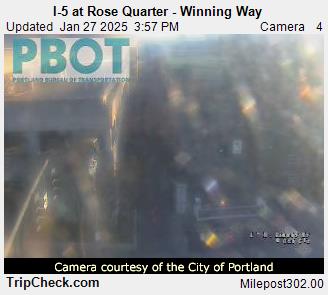 I-5 at Rose Quarter - Winning Way
Updated Jan 27 2025 3:57 PM Camera 4
PBOT
PORTLAND BUREAU OF TRANSPORTATION
Camera courtesy of the City of Portland
TripCheck.com Milepost302.00